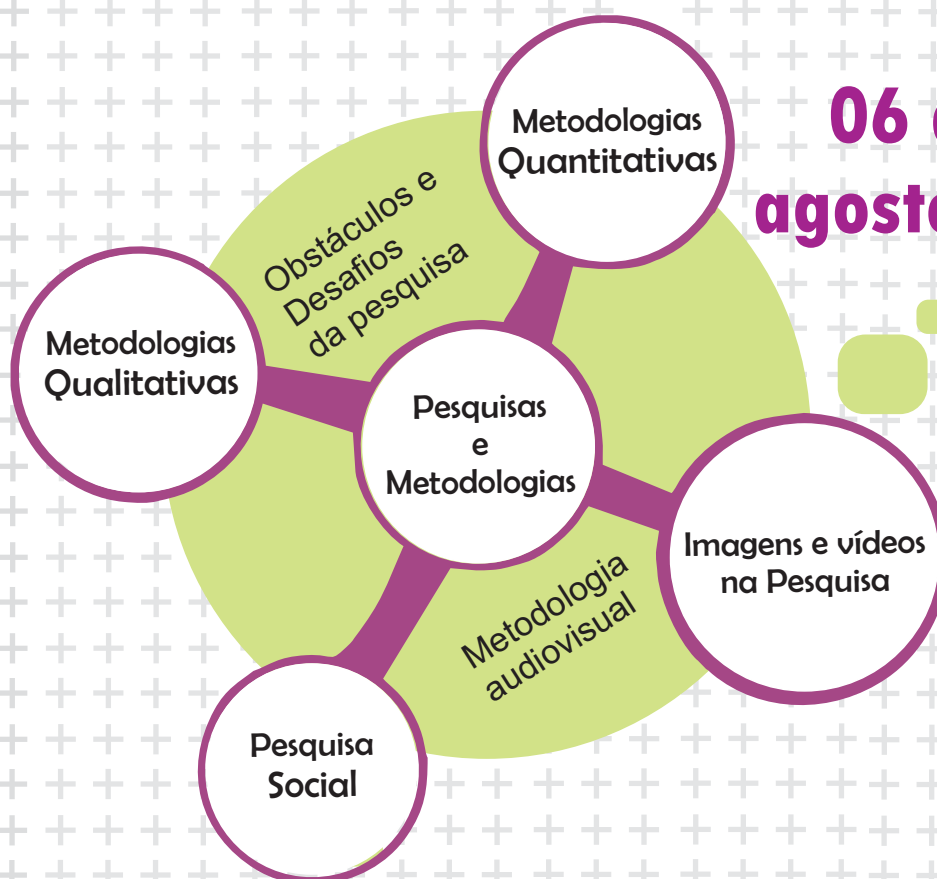 06
agosto
Metodologias
Quantitativas
Obstáculos e
Desafios
da pesquisa
Metodologias
Qualitativas
Pesquisas
e
Metodologias
Imagens e vídeos
na Pesquisa
Metodologia
audiovisual
Pesquisa
Social